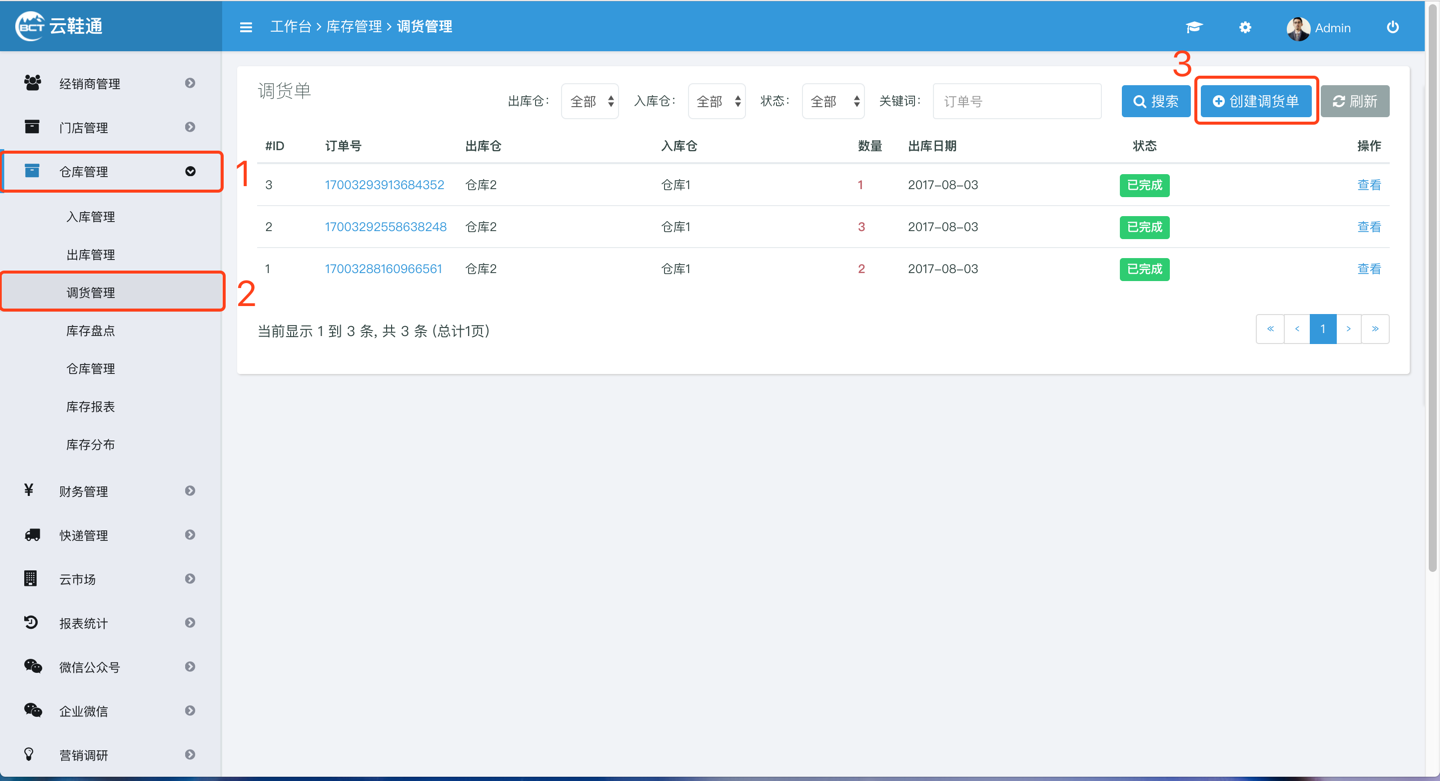 BCT 云鞋通
工作台 › 库存管理 › 调货管理
Admin
经销商管理
门店管理
仓库管理
1
入库管理
出库管理
调货管理
2
库存盘点
仓库管理
库存报表
库存分布
¥ 财务管理
快递管理
云市场
报表统计
微信公众号
企业微信
营销调研
3
调货单
出库仓: 全部 入库仓: 全部 状态: 全部 关键词: 订单号 搜索 创建调货单 刷新
#ID 订单号 出库仓 入库仓 数量 出库日期 状态 操作
3 17003293913684352 仓库2 仓库1 1 2017-08-03 已完成 查看
2 17003292558638248 仓库2 仓库1 3 2017-08-03 已完成 查看
1 17003288160966561 仓库2 仓库1 2 2017-08-03 已完成 查看
当前显示 1 到 3 条, 共 3 条 (总计1页)
« ‹ 1 › »